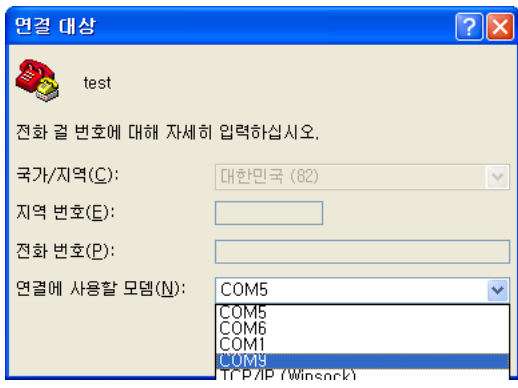 연결 대상
test
전화 걸 번호에 대해 자세히 입력하십시오.
국가/지역(C): 대한민국 (82)
지역 번호(E):
전화 번호(P):
연결에 사용할 모뎀(N): COM5
COM5
COM6
COM1
COM9
TCP/IP (Winsock)